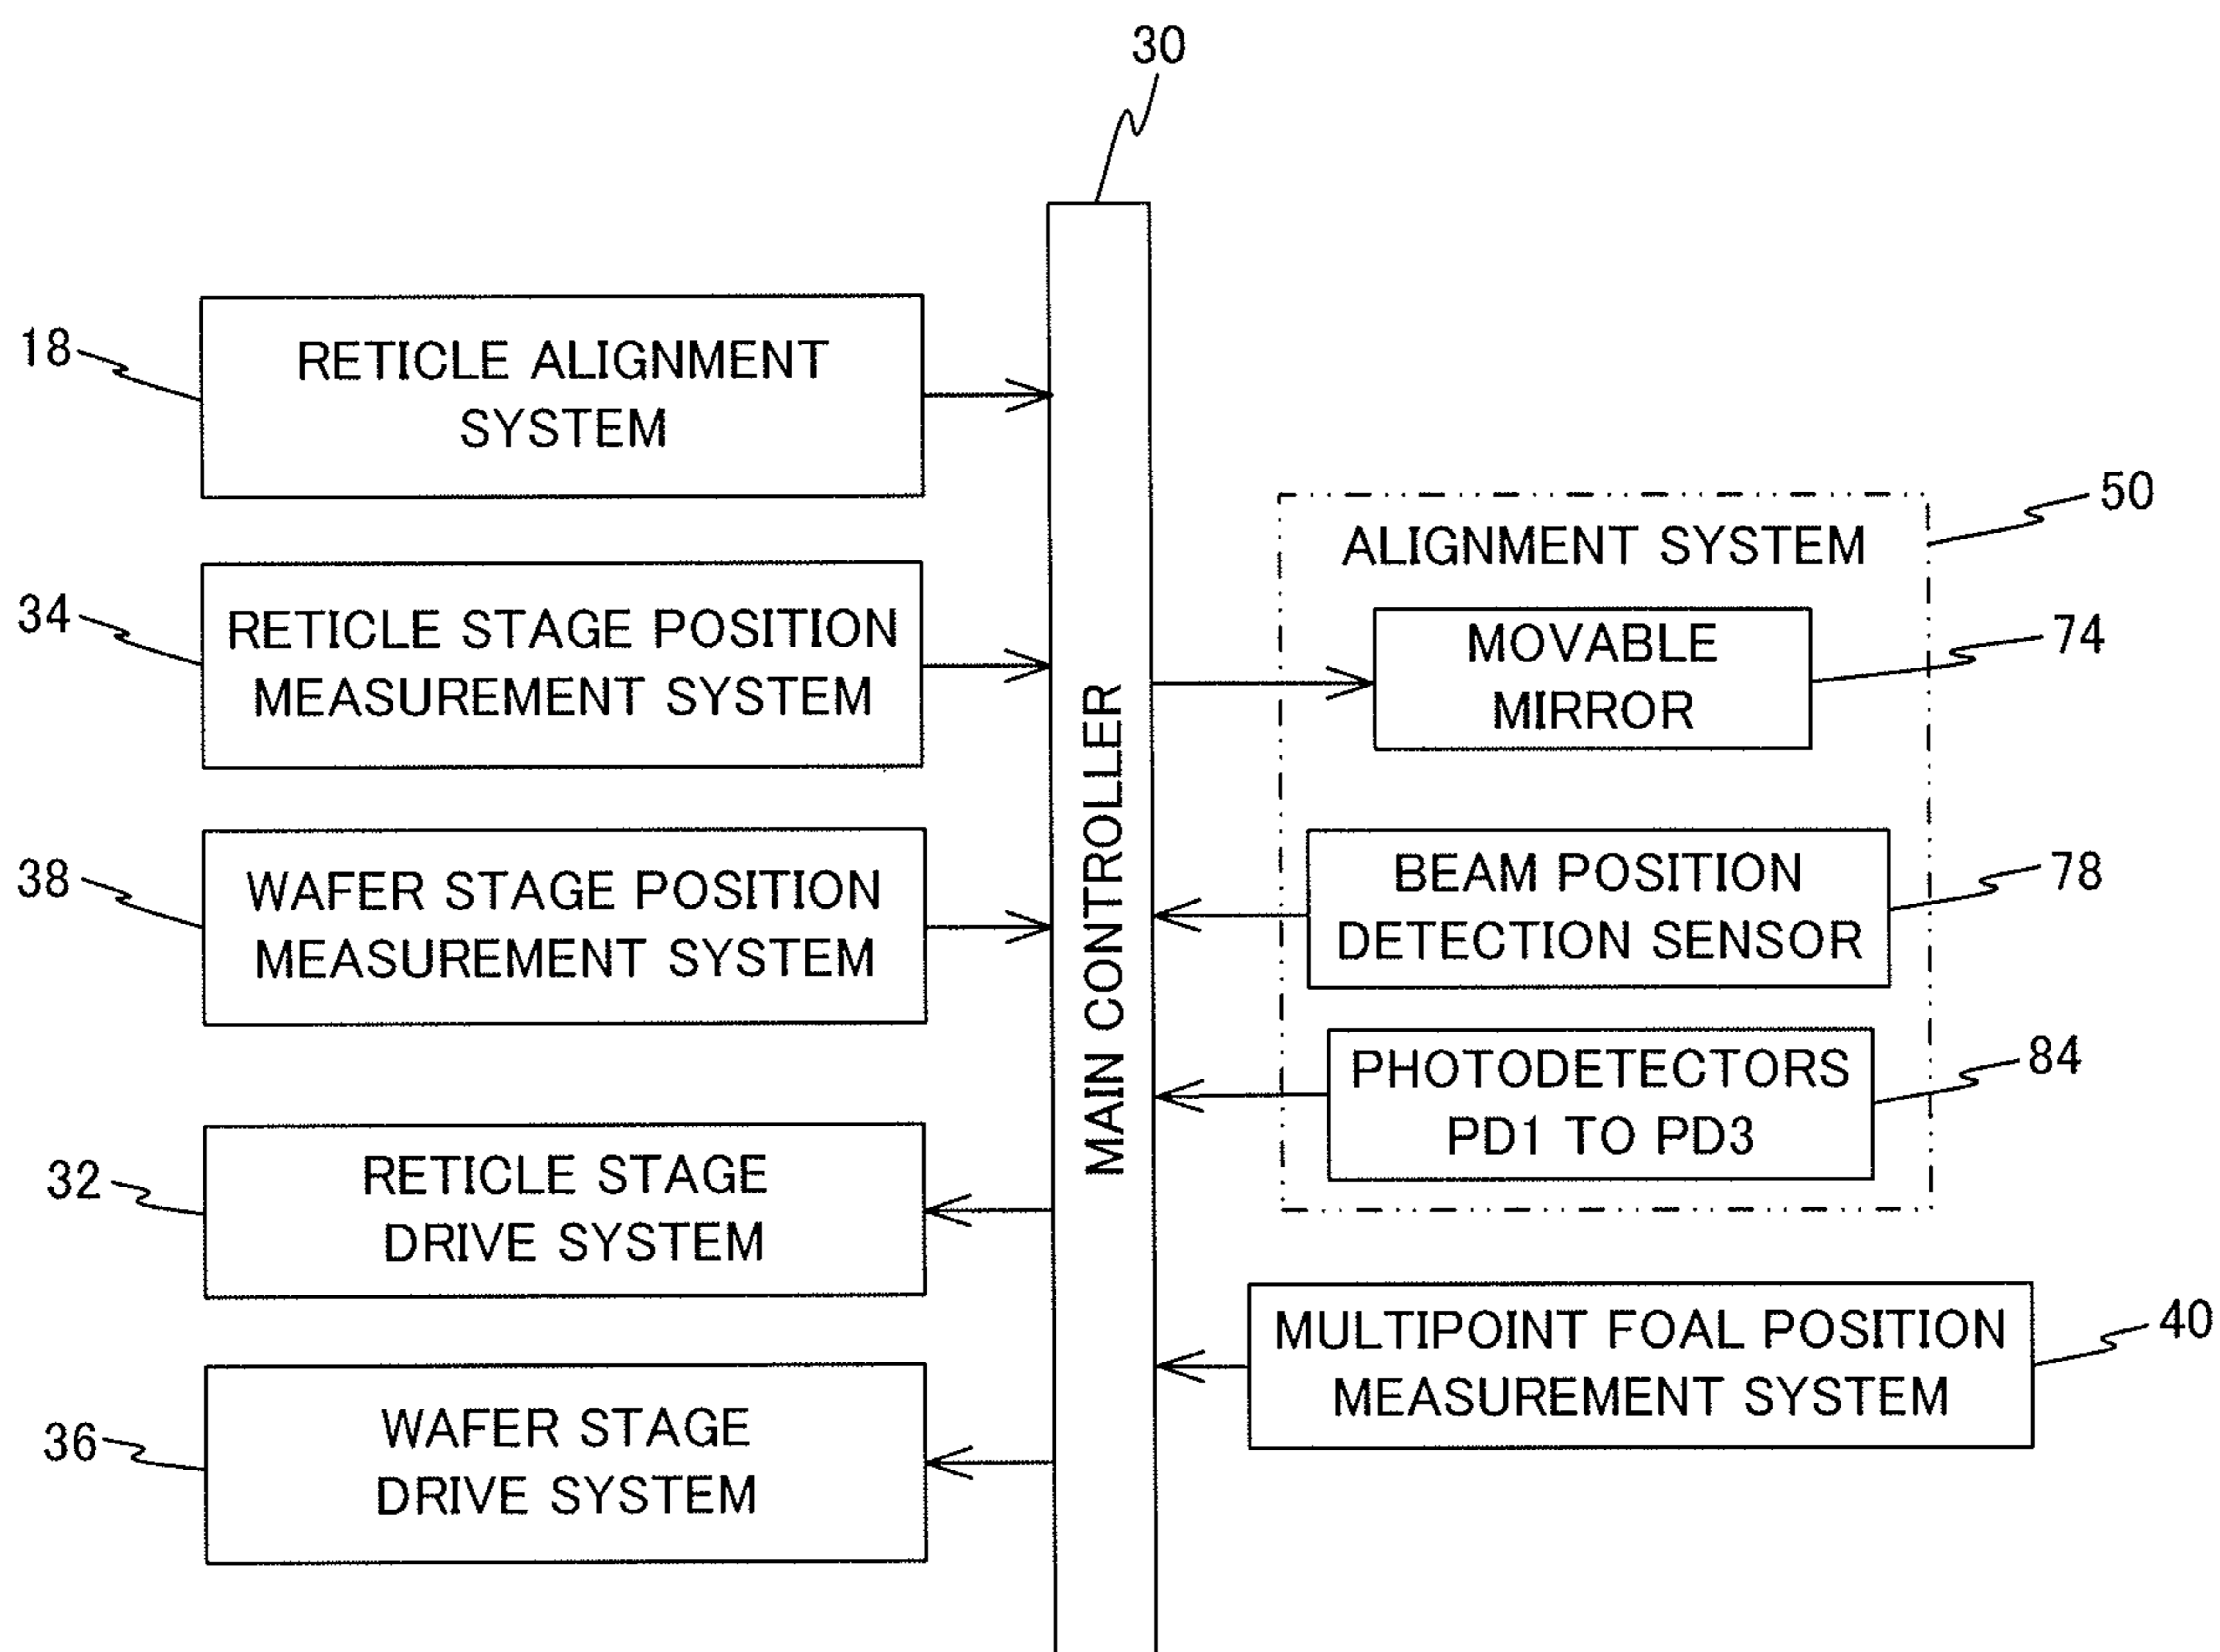 30
18
RETICLE ALIGNMENT
SYSTEM
34
RETICLE STAGE POSITION
MEASUREMENT SYSTEM
38
WAFER STAGE POSITION
MEASUREMENT SYSTEM
32
RETICLE STAGE
DRIVE SYSTEM
36
WAFER STAGE
DRIVE SYSTEM
MAIN CONTROLLER
50
ALIGNMENT SYSTEM
MOVABLE
MIRROR
74
BEAM POSITION
DETECTION SENSOR
78
PHOTODETECTORS
PD1 TO PD3
84
MULTIPOINT FOAL POSITION
MEASUREMENT SYSTEM
40